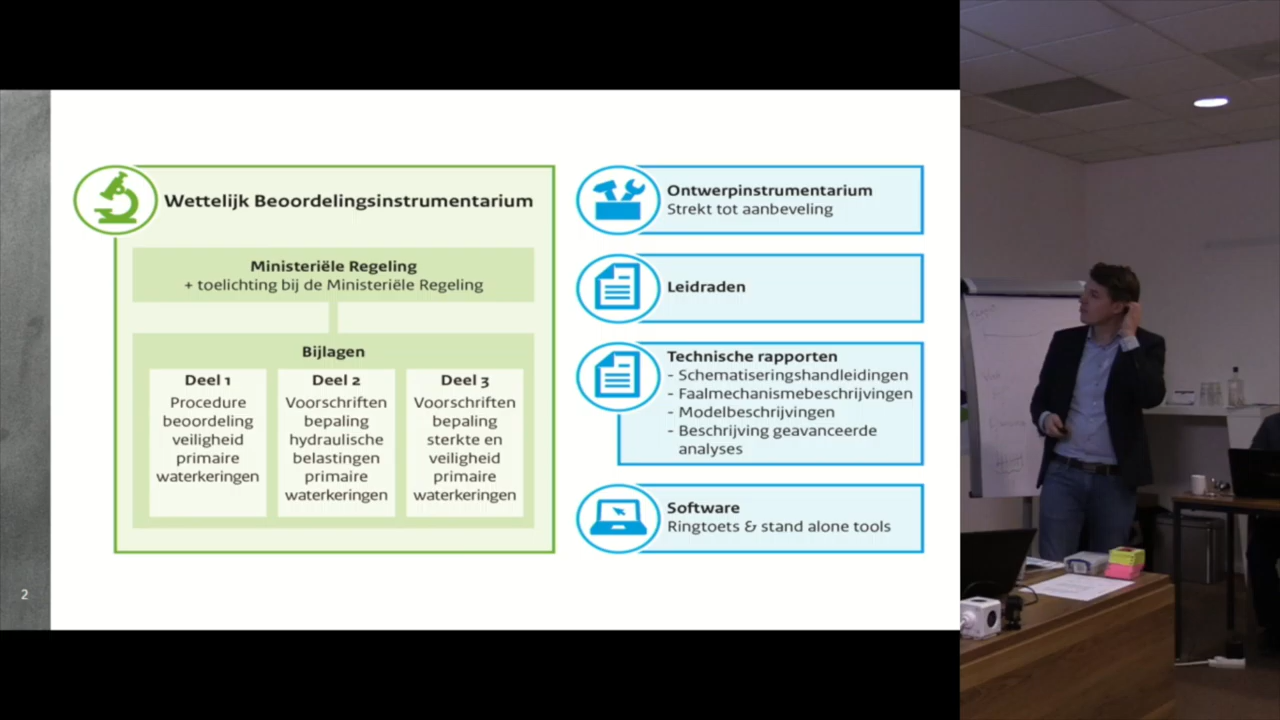 Wettelijk Beoordelingsinstrumentarium
Ministeriële Regeling
+ toelichting bij de Ministeriële Regeling
Bijlagen
Deel 1
Procedure
beoordeling
veiligheid
primaire
waterkeringen
Deel 2
Voorschriften
bepaling
hydraulische
belastingen
primaire
waterkeringen
Deel 3
Voorschriften
bepaling
sterkte en
veiligheid
primaire
waterkeringen
Ontwerpinstrumentarium
Strekt tot aanbeveling
Leidraden
Technische rapporten
- Schematiseringshandleidingen
- Faalmechanismebeschrijvingen
- Modelbeschrijvingen
- Beschrijving geavanceerde
analyses
Software
Ringtoets & stand alone tools
2